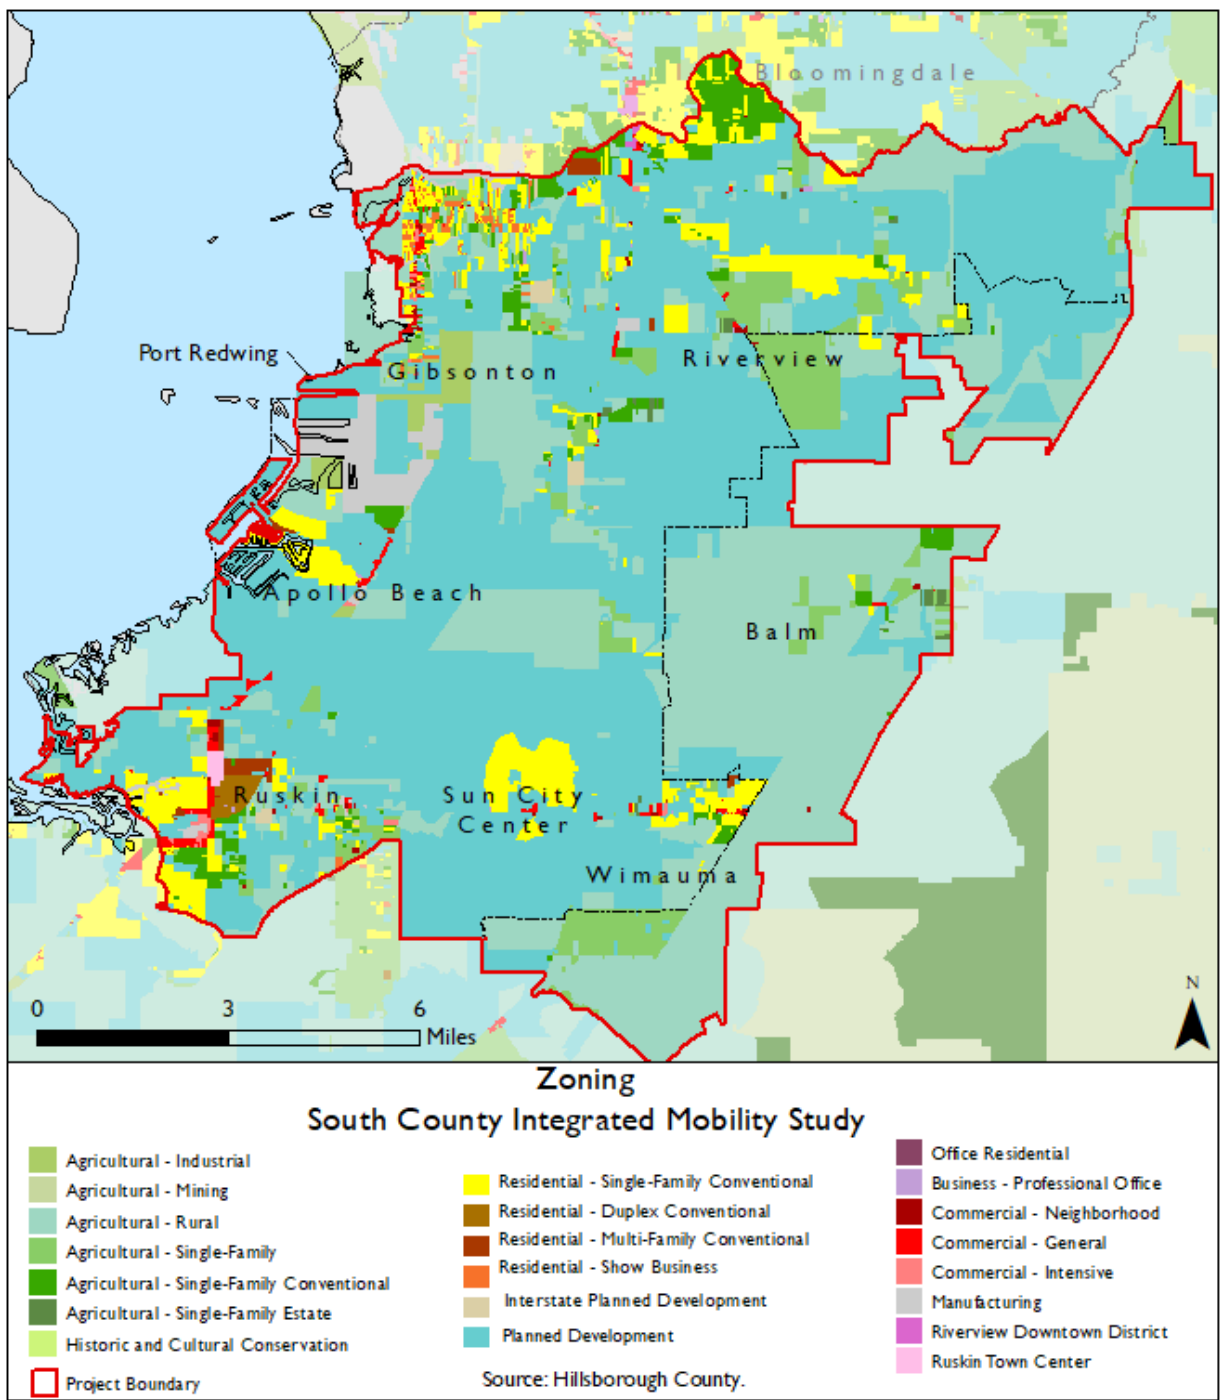 Bloomingdale
Port Redwing
Gibsonton
Riverview
Apollo Beach
Balm
Ruskin
Sun City
Center
Wimauma
0 3 6
Miles
N
Zoning
South County Integrated Mobility Study
Agricultural - Industrial
Agricultural - Mining
Agricultural - Rural
Agricultural - Single-Family
Agricultural - Single-Family Conventional
Agricultural - Single-Family Estate
Historic and Cultural Conservation
Project Boundary
Residential - Single-Family Conventional
Residential - Duplex Conventional
Residential - Multi-Family Conventional
Residential - Show Business
Interstate Planned Development
Planned Development
Source: Hillsborough County.
Office Residential
Business - Professional Office
Commercial - Neighborhood
Commercial - General
Commercial - Intensive
Manufacturing
Riverview Downtown District
Ruskin Town Center